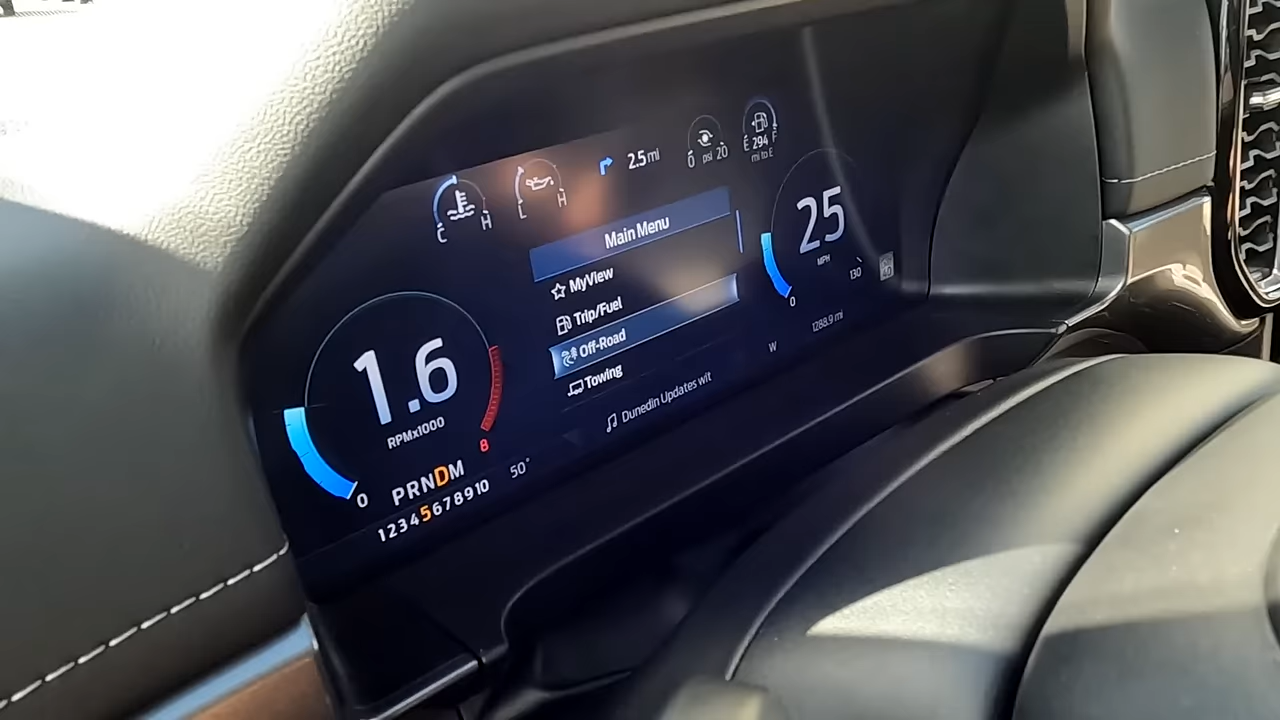 2.5 mi
0 psi 20
E 294 F
mi to E
C H
L H
Main Menu
MyView
Trip/Fuel
Off-Road
Towing
Dunedin Updates wit
1.6
RPMx1000
0 8
PRNDM
12345678910
50°
25
MPH
0 130
W
1288.9 mi